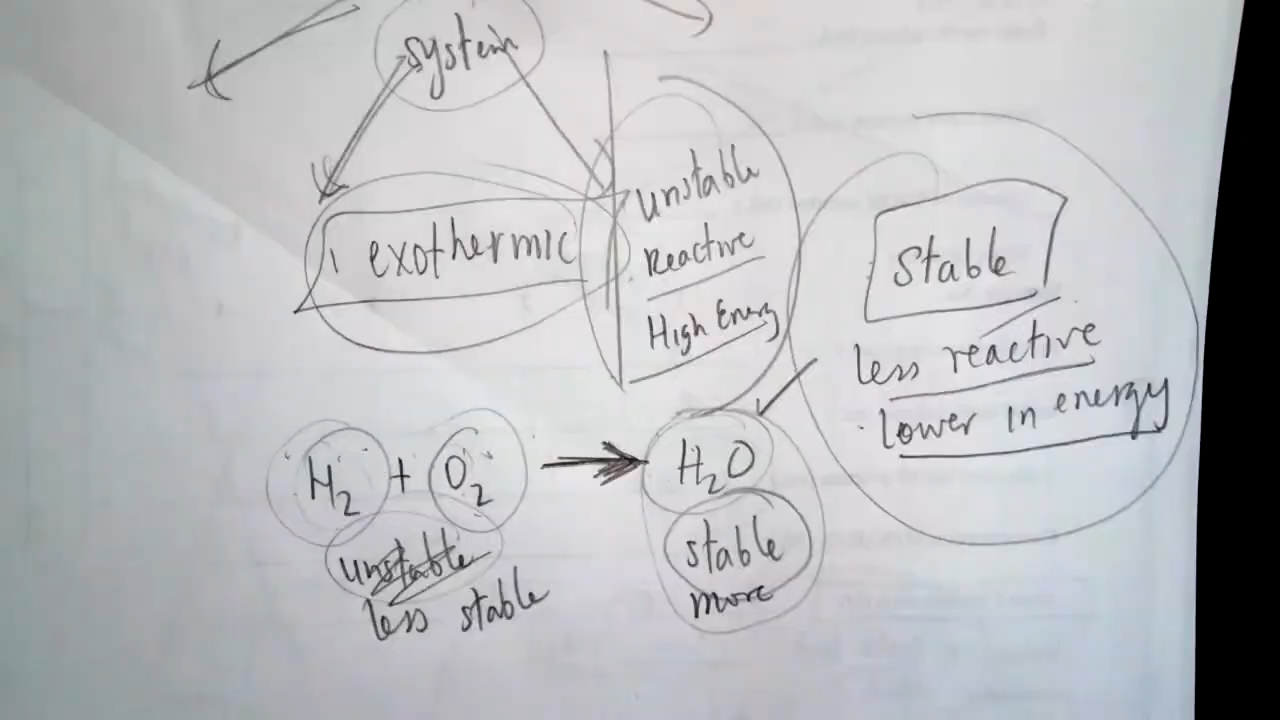 system
exothermic
unstable
Reactive
High Energy
Stable
less reactive
lower in energy
H2 + O2 → H2O
unstable
less stable
stable
more